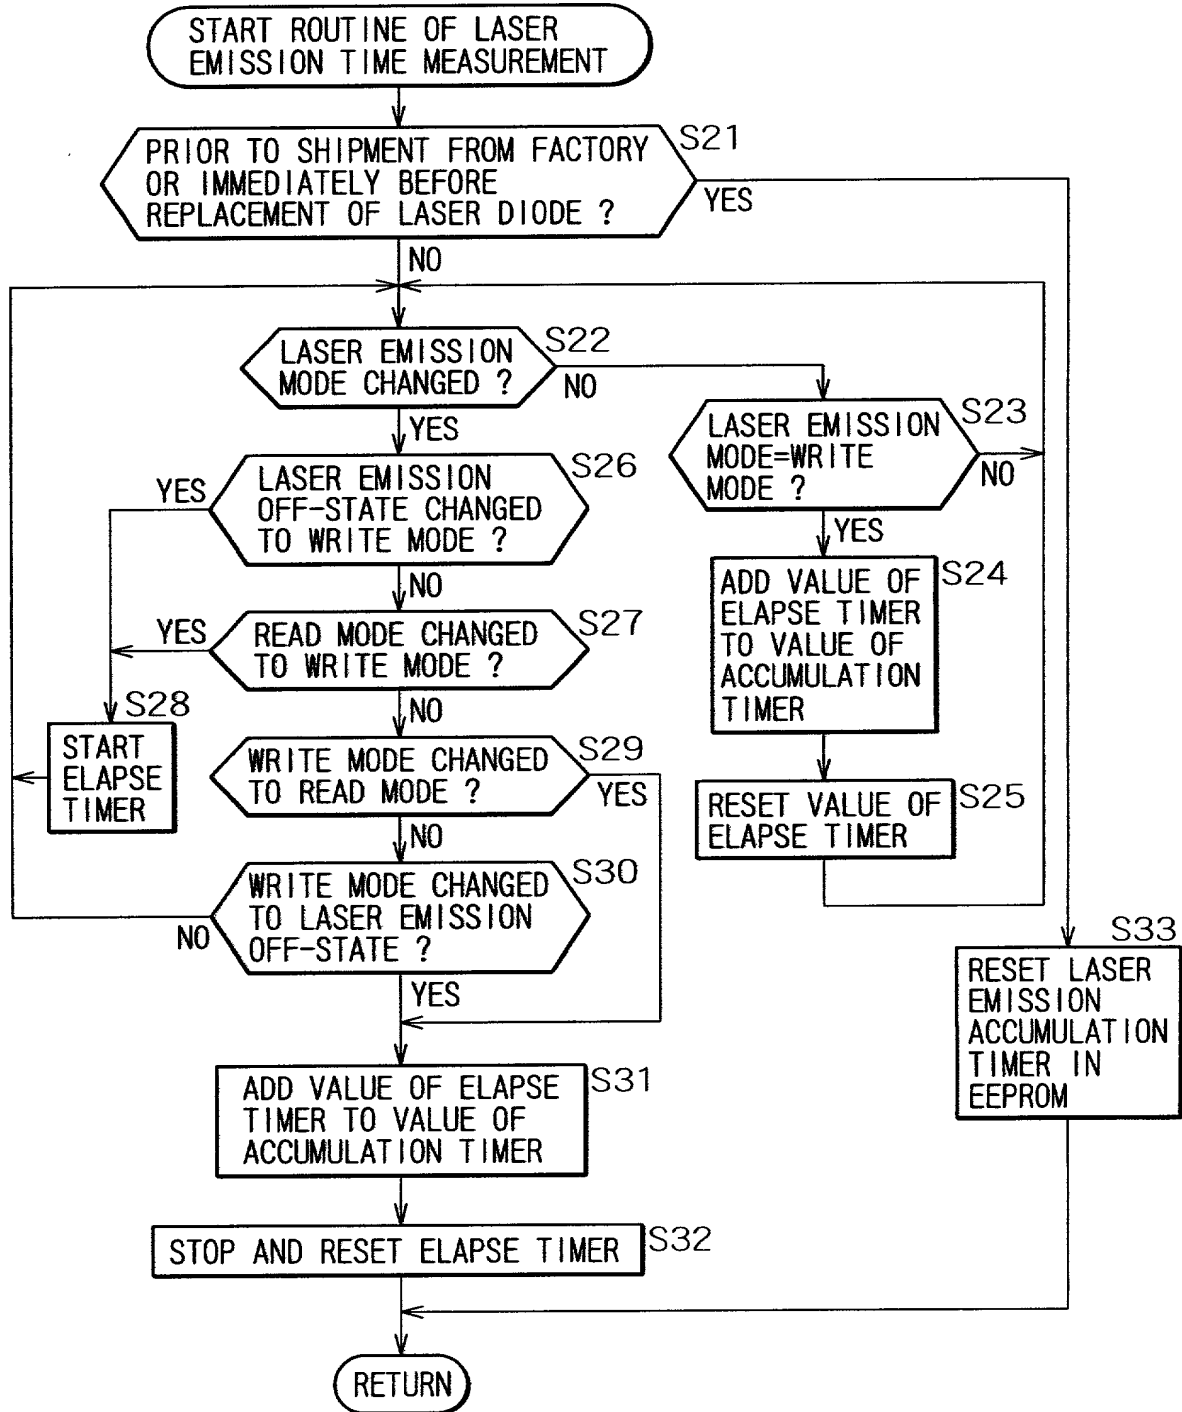 START ROUTINE OF LASER
EMISSION TIME MEASUREMENT
S21
PRIOR TO SHIPMENT FROM FACTORY
OR IMMEDIATELY BEFORE
REPLACEMENT OF LASER DIODE ?
YES
NO
S22
LASER EMISSION
MODE CHANGED ?
NO
YES
S23
LASER EMISSION
MODE=WRITE
MODE ?
NO
YES
S26
LASER EMISSION
OFF-STATE CHANGED
TO WRITE MODE ?
YES
NO
S24
ADD VALUE OF
ELAPSE TIMER
TO VALUE OF
ACCUMULATION
TIMER
S27
READ MODE CHANGED
TO WRITE MODE ?
YES
NO
S28
START
ELAPSE
TIMER
S29
WRITE MODE CHANGED
TO READ MODE ?
YES
NO
S25
RESET VALUE OF
ELAPSE TIMER
S30
WRITE MODE CHANGED
TO LASER EMISSION
OFF-STATE ?
NO
YES
S33
RESET LASER
EMISSION
ACCUMULATION
TIMER IN
EEPROM
S31
ADD VALUE OF ELAPSE
TIMER TO VALUE OF
ACCUMULATION TIMER
S32
STOP AND RESET ELAPSE TIMER
RETURN